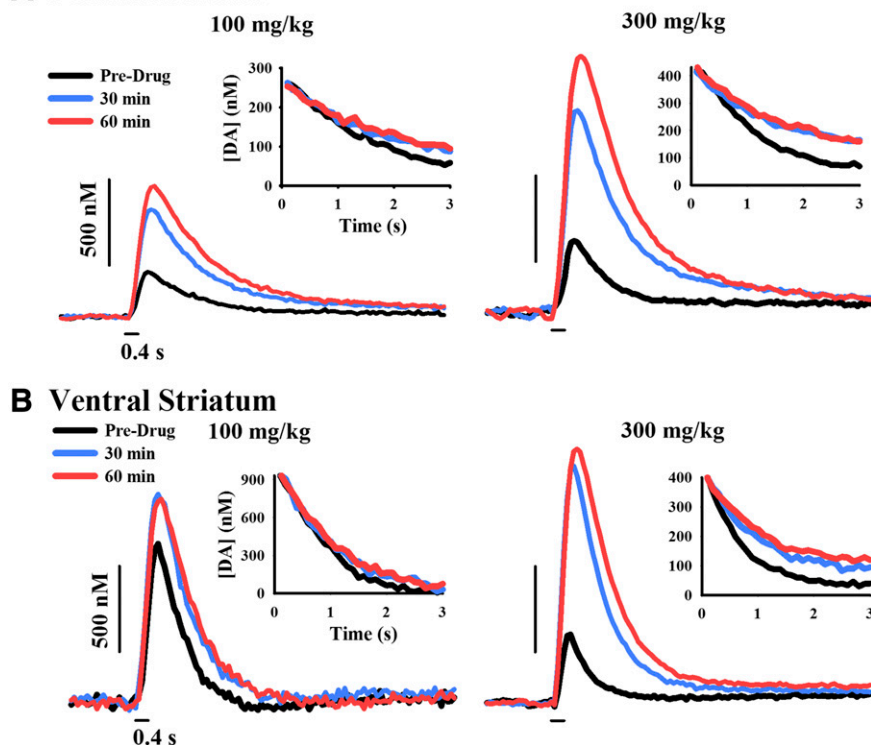 100 mg/kg
300 mg/kg
Pre-Drug
30 min
60 min
500 nM
[DA] (nM)
300
200
100
0
0 1 2 3
Time (s)
400
300
200
100
0
0 1 2 3
0.4 s
B Ventral Striatum
100 mg/kg
300 mg/kg
Pre-Drug
30 min
60 min
500 nM
[DA] (nM)
900
600
300
0
0 1 2 3
Time (s)
400
300
200
100
0
0 1 2 3
0.4 s